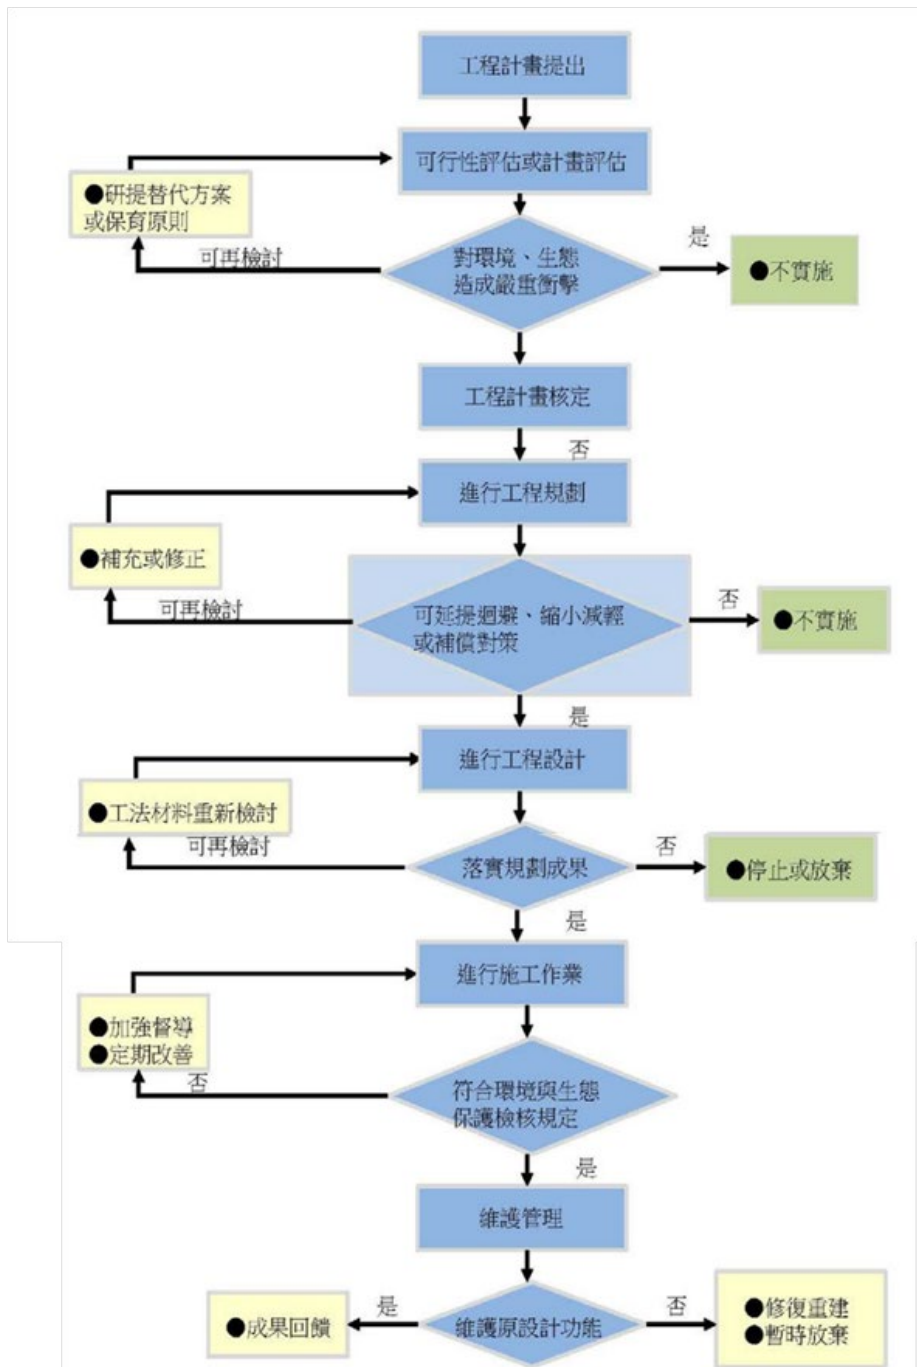 工程計畫提出
可行性評估或計畫評估
●研提替代方案
或保育原則
可再檢討
對環境、生態
造成嚴重衝擊
是
●不實施
工程計畫核定
否
進行工程規劃
●補充或修正
可再檢討
可延提迴避、縮小減輕
或補償對策
否
●不實施
是
進行工程設計
●工法材料重新檢討
可再檢討
落實規劃成果
否
●停止或放棄
是
進行施工作業
●加強督導
●定期改善
否
符合環境與生態
保護檢核規定
是
維護管理
●成果回饋
是
維護原設計功能
否
●修復重建
●暫時放棄